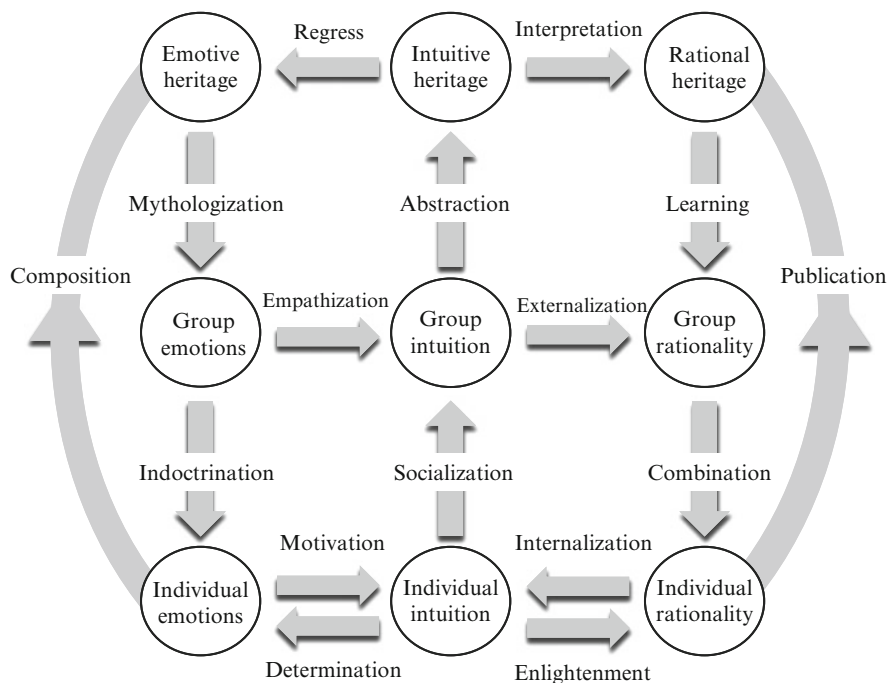 Regress
Interpretation
Emotive
heritage
Intuitive
heritage
Rational
heritage
Mythologization
Abstraction
Learning
Composition
Publication
Empathization
Externalization
Group
emotions
Group
intuition
Group
rationality
Indoctrination
Socialization
Combination
Motivation
Internalization
Individual
emotions
Individual
intuition
Individual
rationality
Determination
Enlightenment